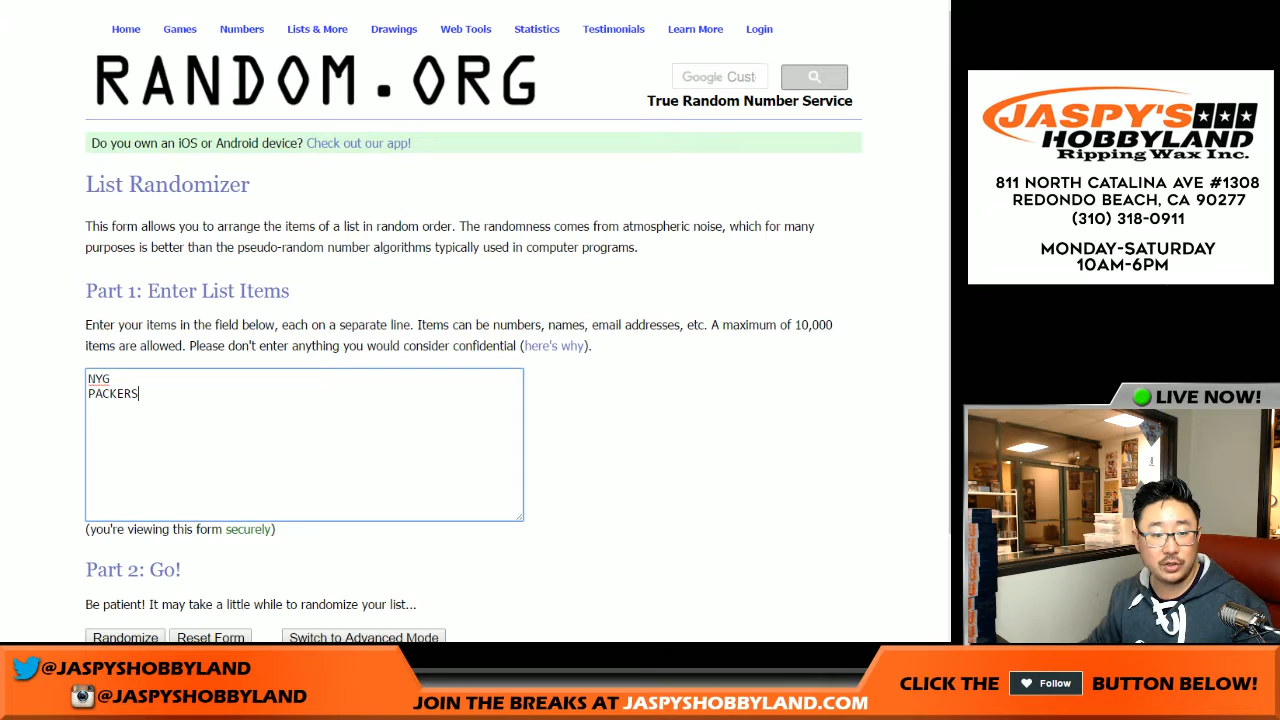 Home Games Numbers Lists & More Drawings Web Tools Statistics Testimonials Learn More Login
RANDOM.ORG
Google Cust
True Random Number Service
Do you own an iOS or Android device? Check out our app!
List Randomizer
This form allows you to arrange the items of a list in random order. The randomness comes from atmospheric noise, which for many
purposes is better than the pseudo-random number algorithms typically used in computer programs.
Part 1: Enter List Items
Enter your items in the field below, each on a separate line. Items can be numbers, names, email addresses, etc. A maximum of 10,000
items are allowed. Please don't enter anything you would consider confidential (here's why).
NYG
PACKERS
(you're viewing this form securely)
Part 2: Go!
Be patient! It may take a little while to randomize your list...
Randomize Reset Form Switch to Advanced Mode
JASPY'S
HOBBYLAND
Ripping Wax Inc.
811 NORTH CATALINA AVE #1308
REDONDO BEACH, CA 90277
(310) 318-0911
MONDAY-SATURDAY
10AM-6PM
LIVE NOW!
@JASPYSHOBBYLAND
@JASPYSHOBBYLAND
JOIN THE BREAKS AT JASPYSHOBBYLAND.COM
CLICK THE Follow BUTTON BELOW!